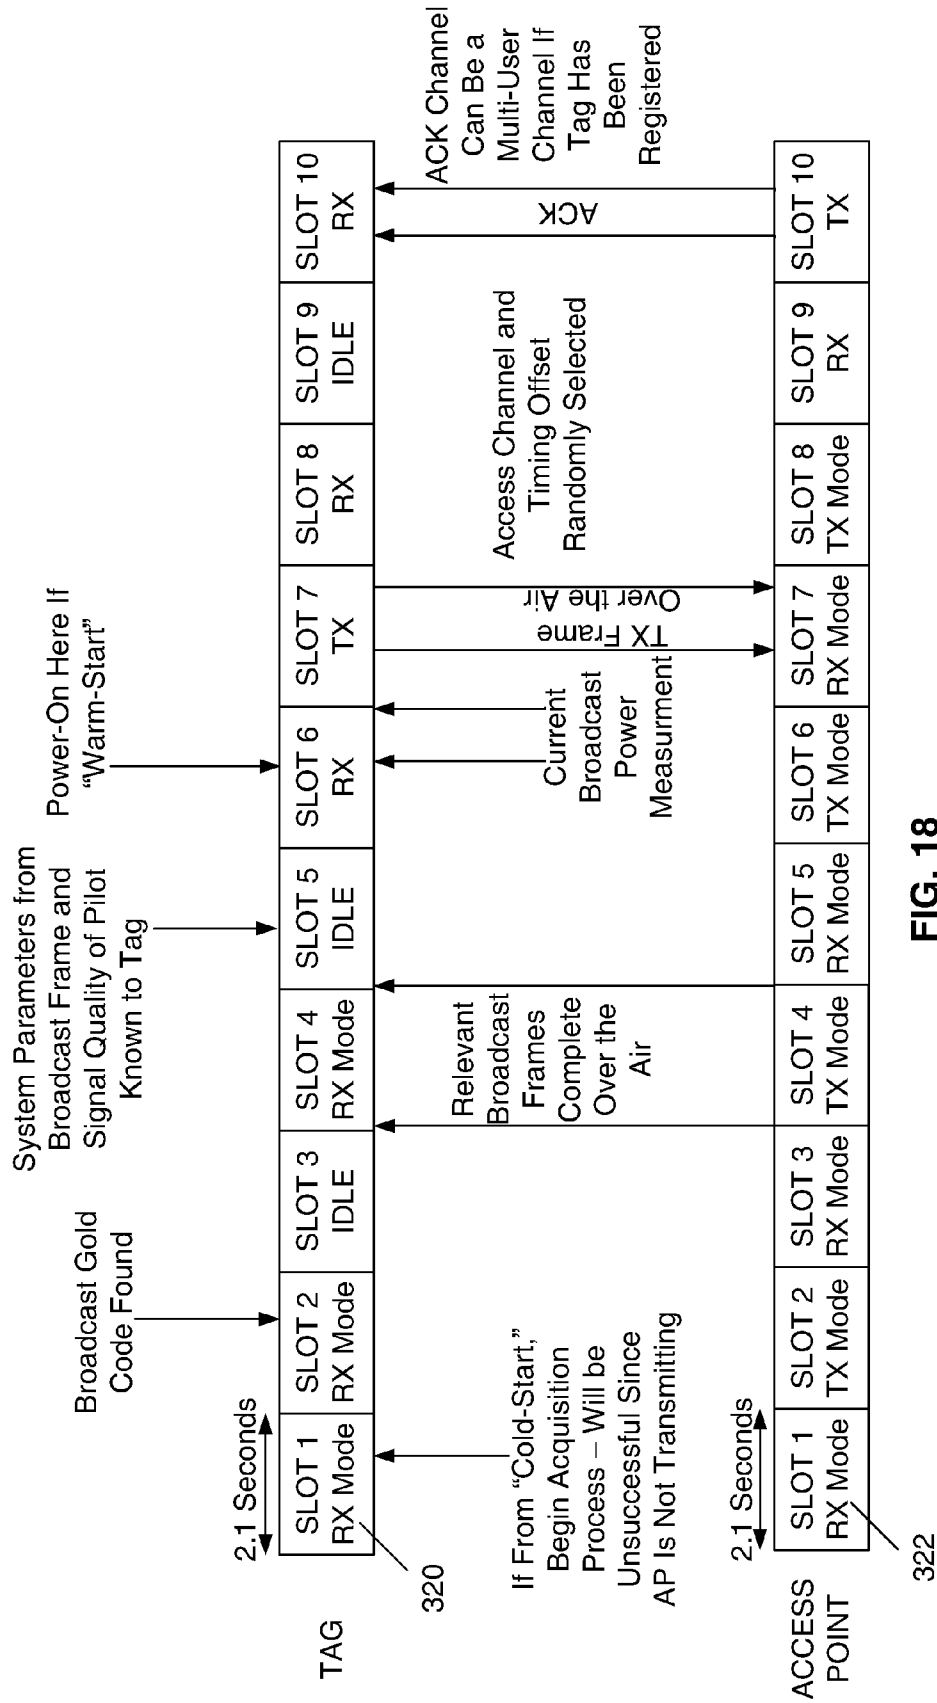 System Parameters from
Broadcast Frame and
Signal Quality of Pilot
Known to Tag
Broadcast Gold
Code Found
Power-On Here If
“Warm-Start”
2.1 Seconds
TAG
SLOT 1
RX Mode
SLOT 2
RX Mode
SLOT 3
IDLE
SLOT 4
RX Mode
SLOT 5
IDLE
SLOT 6
RX
SLOT 7
TX
SLOT 8
RX
SLOT 9
IDLE
SLOT 10
RX
320
If From “Cold-Start,”
Begin Acquisition
Process – Will be
Unsuccessful Since
AP Is Not Transmitting
Relevant
Broadcast
Frames
Complete
Over the
Air
Current
Broadcast
Power
Measurment
TX Frame
Over the Air
Access Channel and
Timing Offset
Randomly Selected
ACK
ACK Channel
Can Be a
Multi-User
Channel If
Tag Has
Been
Registered
2.1 Seconds
ACCESS
POINT
SLOT 1
RX Mode
SLOT 2
TX Mode
SLOT 3
RX Mode
SLOT 4
TX Mode
SLOT 5
RX Mode
SLOT 6
TX Mode
SLOT 7
RX Mode
SLOT 8
TX Mode
SLOT 9
RX
SLOT 10
TX
322
FIG. 18